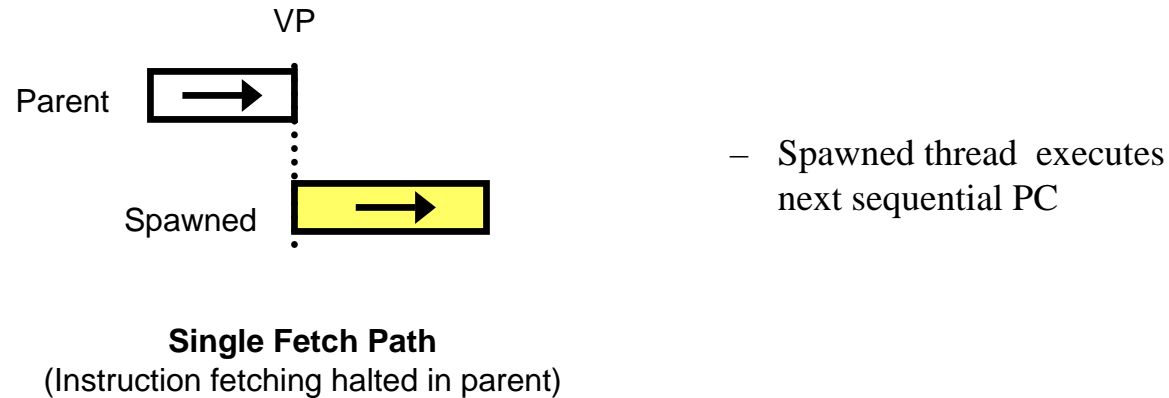 VP
Parent
– Spawned thread executes
next sequential PC
Spawned
Single Fetch Path
(Instruction fetching halted in parent)